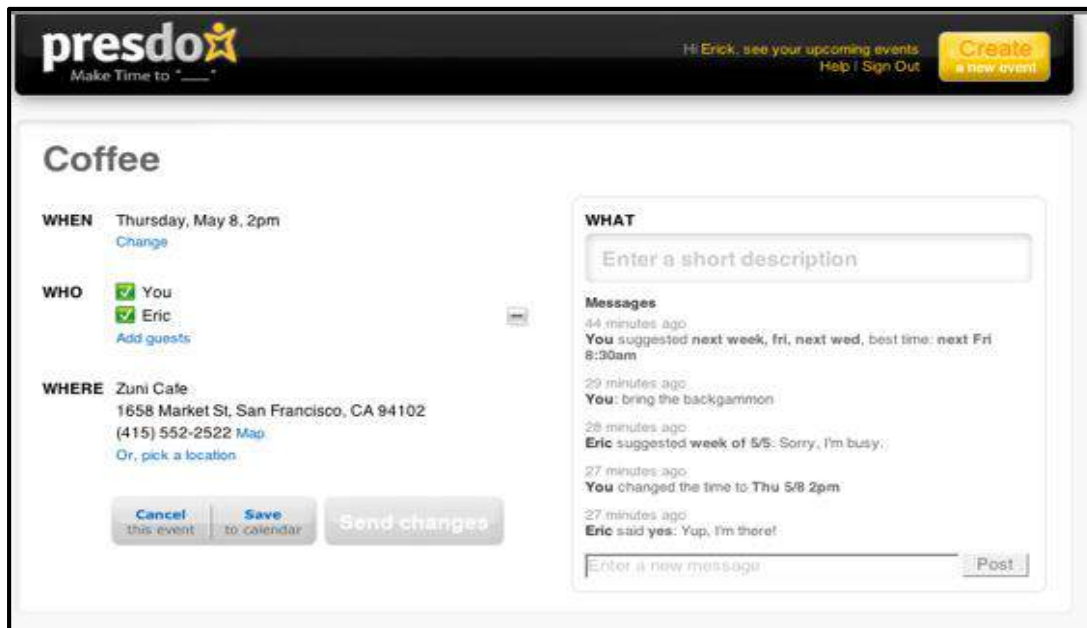 presdo
Make Time to "___"
Hi Erick, see your upcoming events
Help | Sign Out
Create
a new event
Coffee
WHEN Thursday, May 8, 2pm
Change
WHO You
Eric
Add guests
WHERE Zuni Cafe
1658 Market St, San Francisco, CA 94102
(415) 552-2522 Map
Or, pick a location
Cancel
this event
Save
to calendar
Send changes
WHAT
Enter a short description
Messages
44 minutes ago
You suggested next week, fri, next wed, best time: next Fri
8:30am
29 minutes ago
You: bring the backgammon
28 minutes ago
Eric suggested week of 5/5: Sorry, I'm busy.
27 minutes ago
You changed the time to Thu 5/8 2pm
27 minutes ago
Eric said yes: Yup, I'm there!
Enter a new message
Post